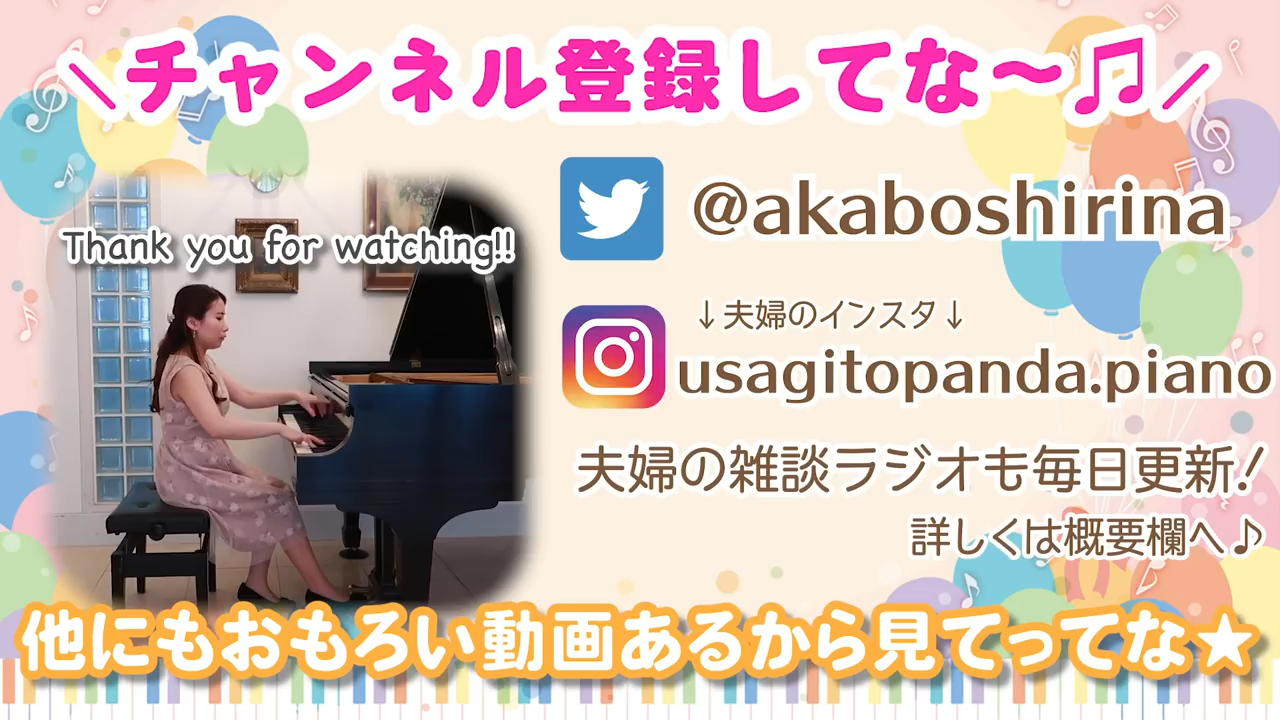 \チャンネル登録してな〜♫/
Thank you for watching!!
@akaboshirina
↓夫婦のインスタ↓
usagitopanda.piano
夫婦の雑談ラジオも毎日更新!
詳しくは概要欄へ♪
他にもおもろい動画あるから見てってな★